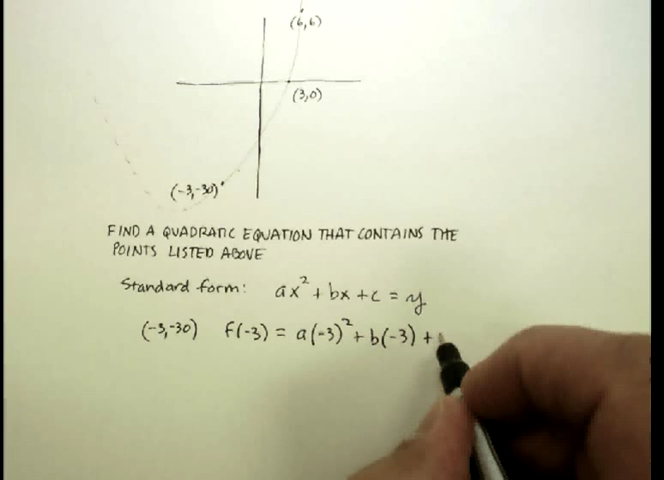 (6,6)
(3,0)
(-3,-30)
FIND A QUADRATIC EQUATION THAT CONTAINS THE
POINTS LISTED ABOVE
Standard form: ax² + bx + c = y
(-3,-30) f(-3) = a(-3)² + b(-3) +